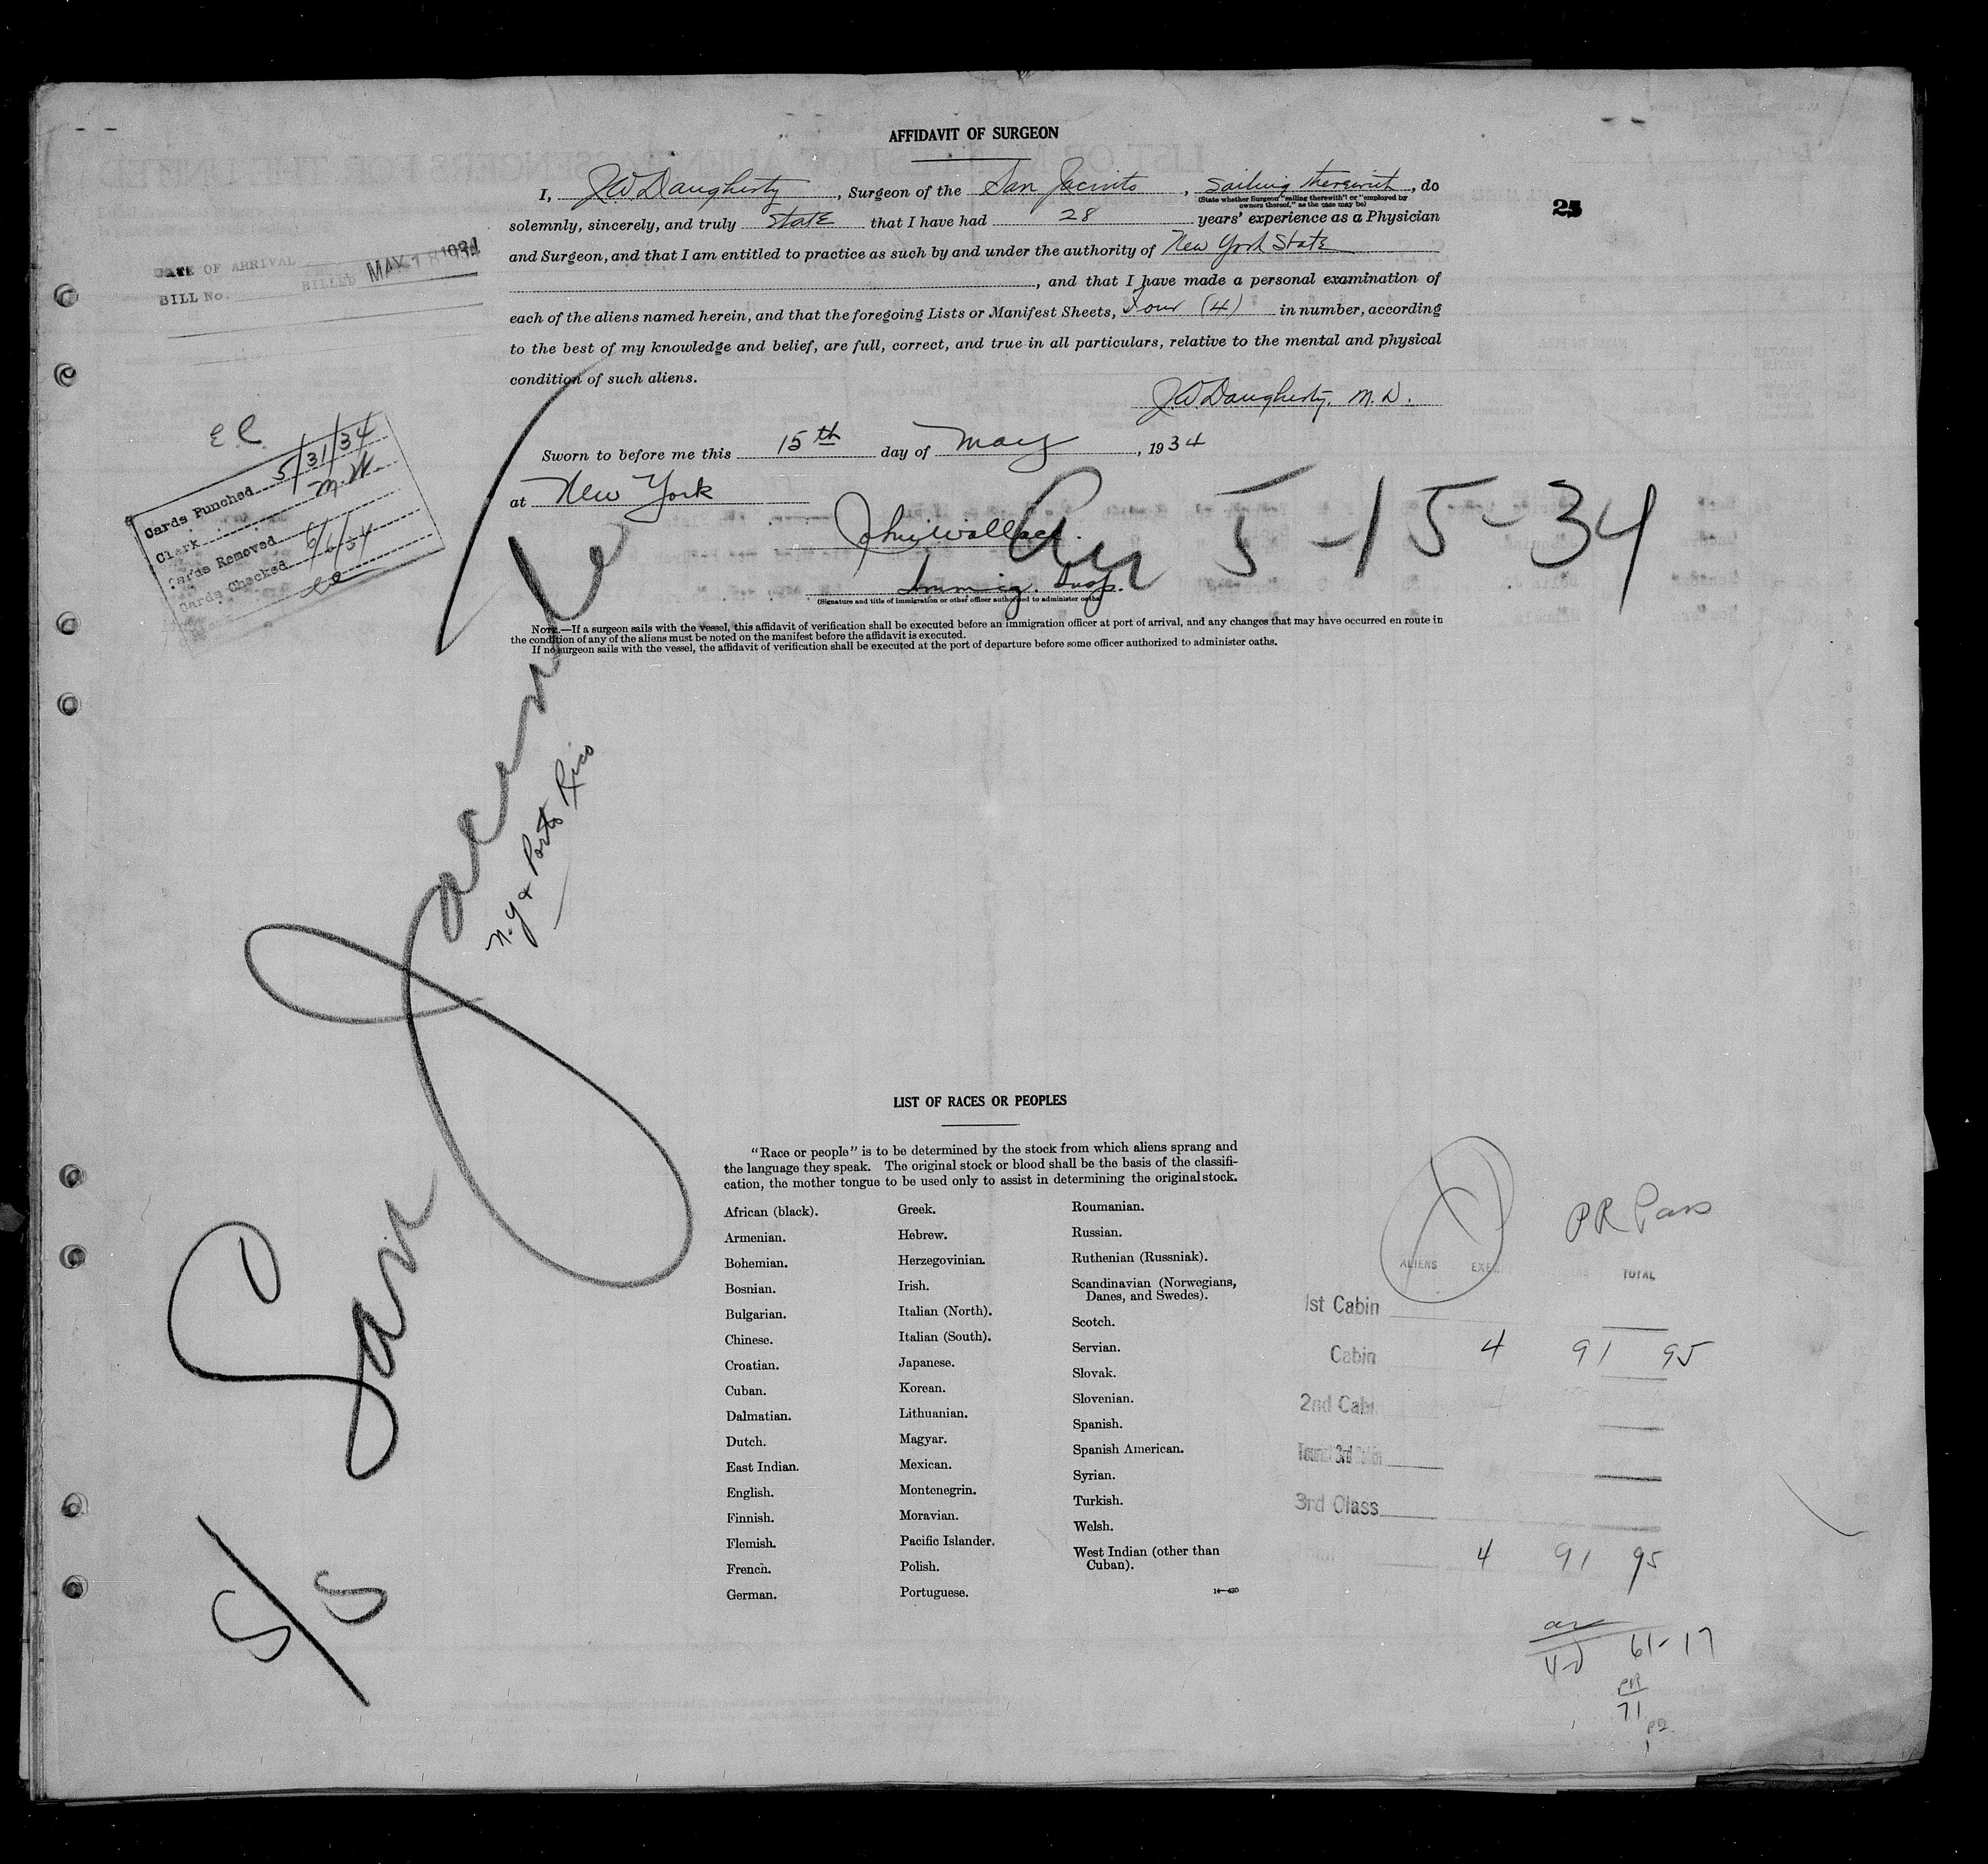 AFFIDAVIT OF SURGEON
I, J W Daugherty, Surgeon of the San Jacinto, sailing therewith, do
(State whether Surgeon "sailing therewith" or "employed by
owners thereof," as the case may be)
25
solemnly, sincerely, and truly state that I have had 28 years' experience as a Physician
and Surgeon, and that I am entitled to practice as such by and under the authority of New York State
, and that I have made a personal examination of
each of the aliens named herein, and that the foregoing Lists or Manifest Sheets, Four (4) in number, according
to the best of my knowledge and belief, are full, correct, and true in all particulars, relative to the mental and physical
condition of such aliens.
J.W. Daugherty, M.D.
Sworn to before me this 15th day of May, 1934
at New York
John Wallace.
Immig. Insp.
(Signature and title of immigration or other officer authorized to administer oaths)
NOTE.—If a surgeon sails with the vessel, this affidavit of verification shall be executed before an immigration officer at port of arrival, and any changes that may have occurred en route in
the condition of any of the aliens must be noted on the manifest before the affidavit is executed.
If no surgeon sails with the vessel, the affidavit of verification shall be executed at the port of departure before some officer authorized to administer oaths.
DATE OF ARRIVAL
BILL No. BILLED MAY 1 1934
Cards Punched 5/31/34
Clerk M.W.
Cards Removed
Cards Checked 6/6/34
5-15-34
S/S San Jacinto
N.Y & Porto Rico
LIST OF RACES OR PEOPLES
"Race or people" is to be determined by the stock from which aliens sprang and
the language they speak. The original stock or blood shall be the basis of the classifi-
cation, the mother tongue to be used only to assist in determining the original stock.
African (black).
Armenian.
Bohemian.
Bosnian.
Bulgarian.
Chinese.
Croatian.
Cuban.
Dalmatian.
Dutch.
East Indian.
English.
Finnish.
Flemish.
French.
German.
Greek.
Hebrew.
Herzegovinian.
Irish.
Italian (North).
Italian (South).
Japanese.
Korean.
Lithuanian.
Magyar.
Mexican.
Montenegrin.
Moravian.
Pacific Islander.
Polish.
Portuguese.
Roumanian.
Russian.
Ruthenian (Russniak).
Scandinavian (Norwegians,
Danes, and Swedes).
Scotch.
Servian.
Slovak.
Slovenian.
Spanish.
Spanish American.
Syrian.
Turkish.
Welsh.
West Indian (other than
Cuban).
PR Pass
ALIENS TOTAL
1st Cabin
Cabin 4 91 95
2nd Cabi
3rd Class
4 91 95
61-17
71